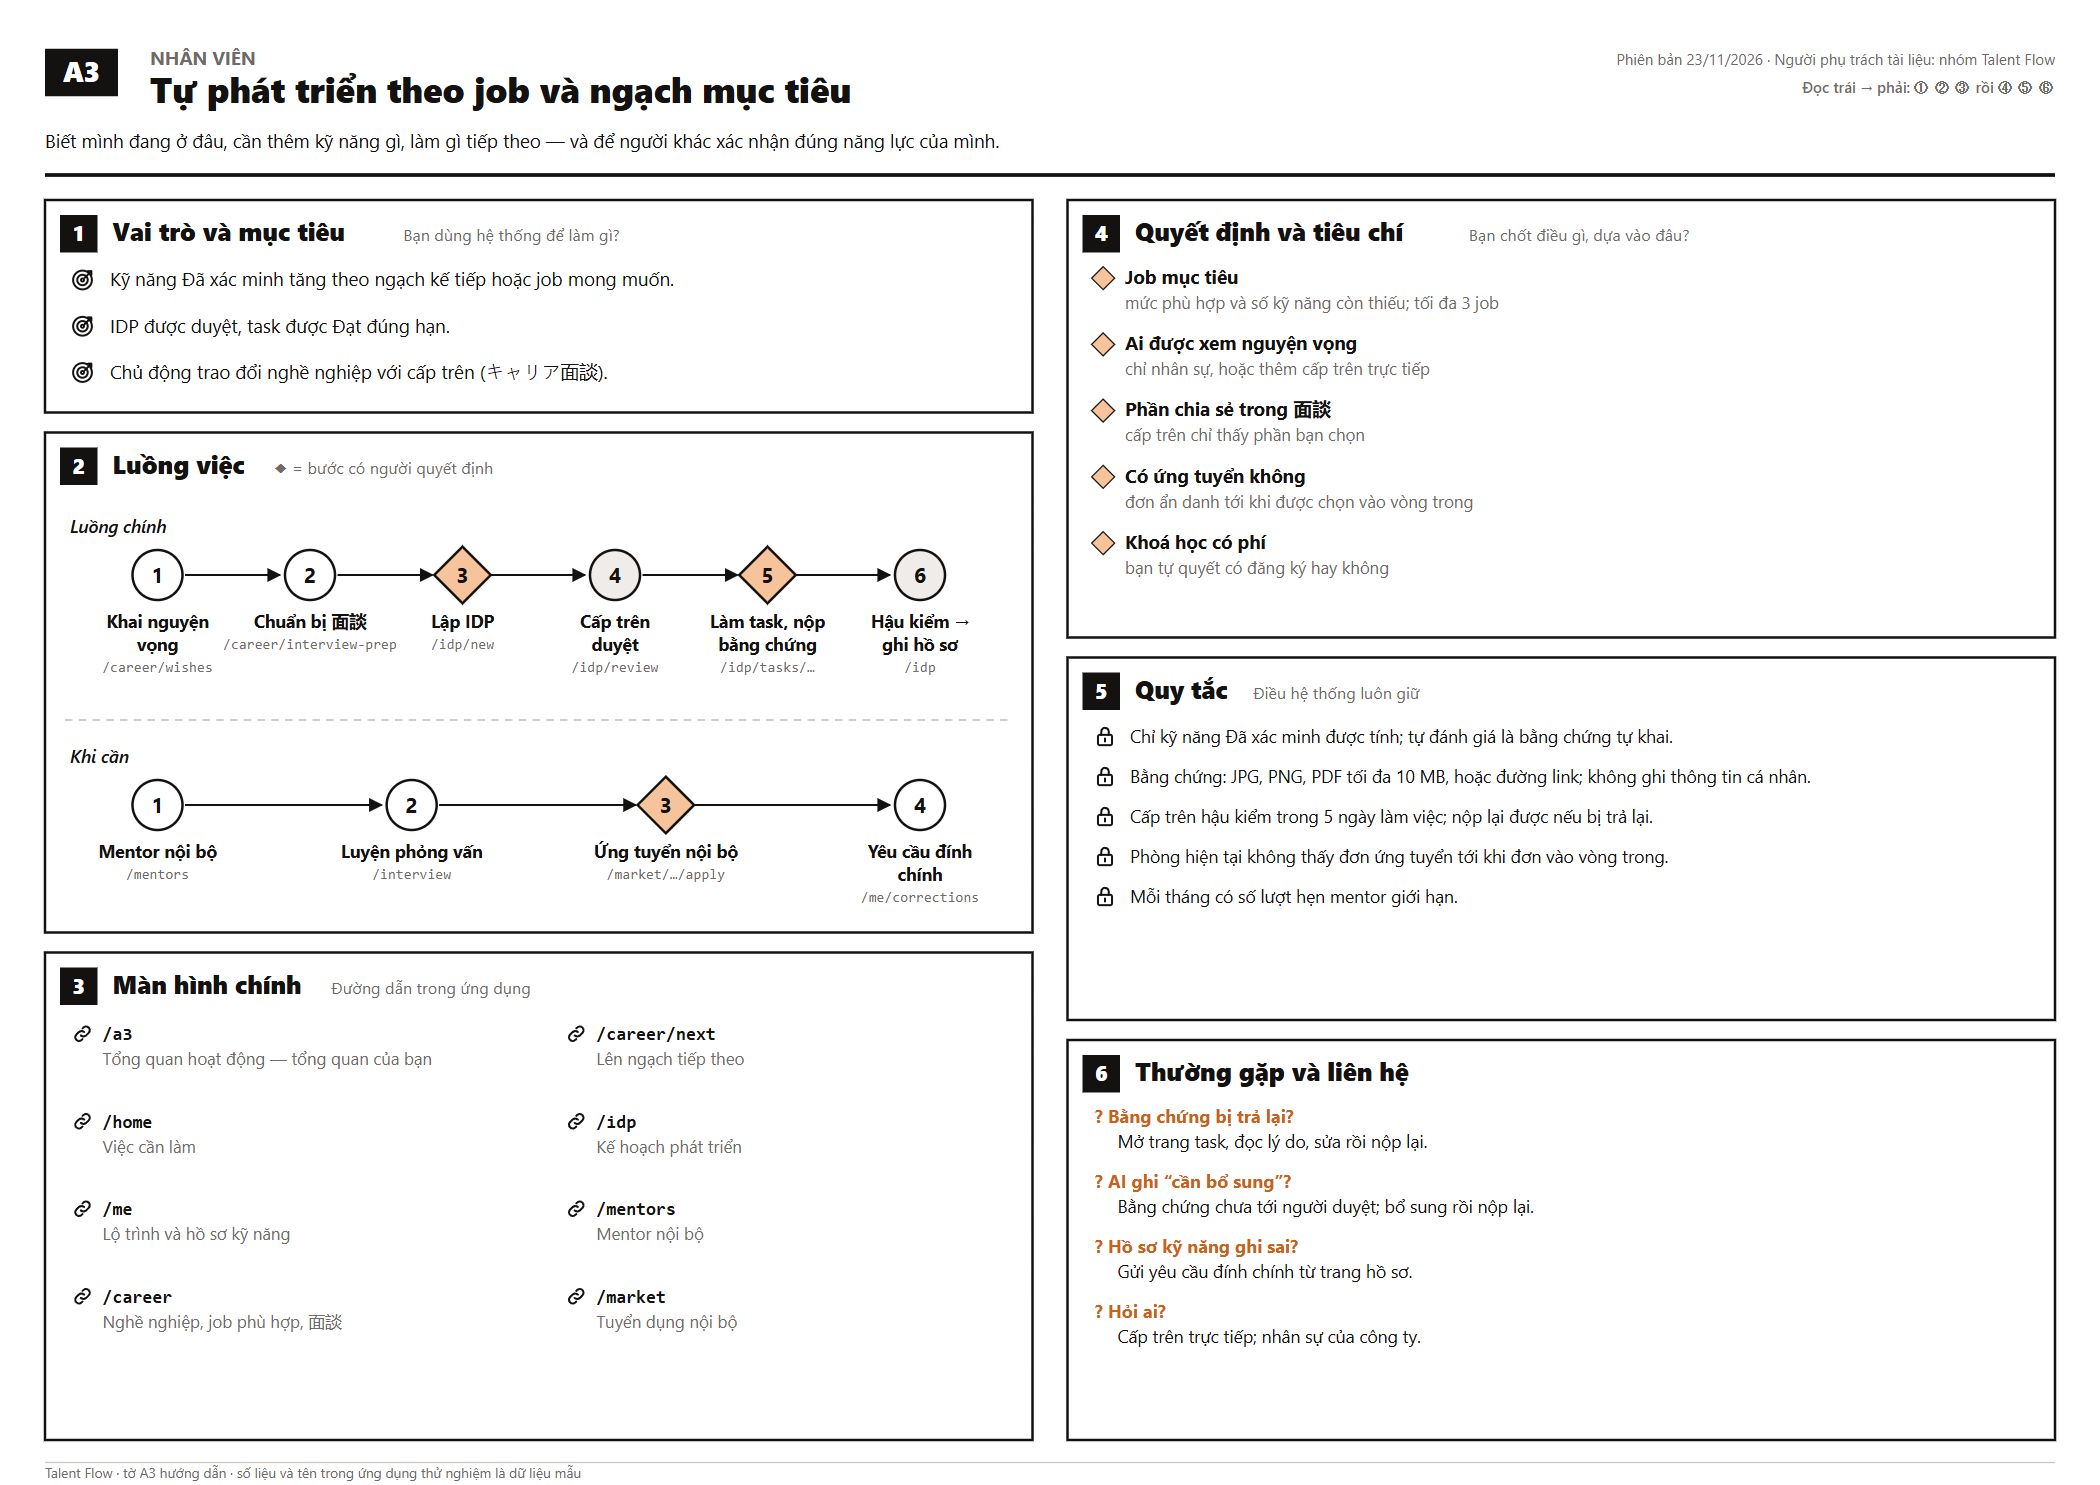 A3
NHÂN VIÊN
Tự phát triển theo job và ngạch mục tiêu
Phiên bản 23/11/2026 · Người phụ trách tài liệu: nhóm Talent Flow
Đọc trái → phải: ① ② ③ rồi ④ ⑤ ⑥
Biết mình đang ở đâu, cần thêm kỹ năng gì, làm gì tiếp theo — và để người khác xác nhận đúng năng lực của mình.
1 Vai trò và mục tiêu Bạn dùng hệ thống để làm gì?
Kỹ năng Đã xác minh tăng theo ngạch kế tiếp hoặc job mong muốn.
IDP được duyệt, task được Đạt đúng hạn.
Chủ động trao đổi nghề nghiệp với cấp trên (キャリア面談).
2 Luồng việc ◆ = bước có người quyết định
Luồng chính
1 2 3 4 5 6
Khai nguyện vọng
/career/wishes
Chuẩn bị 面談
/career/interview-prep
Lập IDP
/idp/new
Cấp trên duyệt
/idp/review
Làm task, nộp bằng chứng
/idp/tasks/…
Hậu kiểm → ghi hồ sơ
/idp
Khi cần
1 2 3 4
Mentor nội bộ
/mentors
Luyện phỏng vấn
/interview
Ứng tuyển nội bộ
/market/…/apply
Yêu cầu đính chính
/me/corrections
3 Màn hình chính Đường dẫn trong ứng dụng
/a3
Tổng quan hoạt động — tổng quan của bạn
/home
Việc cần làm
/me
Lộ trình và hồ sơ kỹ năng
/career
Nghề nghiệp, job phù hợp, 面談
/career/next
Lên ngạch tiếp theo
/idp
Kế hoạch phát triển
/mentors
Mentor nội bộ
/market
Tuyển dụng nội bộ
4 Quyết định và tiêu chí Bạn chốt điều gì, dựa vào đâu?
Job mục tiêu
mức phù hợp và số kỹ năng còn thiếu; tối đa 3 job
Ai được xem nguyện vọng
chỉ nhân sự, hoặc thêm cấp trên trực tiếp
Phần chia sẻ trong 面談
cấp trên chỉ thấy phần bạn chọn
Có ứng tuyển không
đơn ẩn danh tới khi được chọn vào vòng trong
Khoá học có phí
bạn tự quyết có đăng ký hay không
5 Quy tắc Điều hệ thống luôn giữ
Chỉ kỹ năng Đã xác minh được tính; tự đánh giá là bằng chứng tự khai.
Bằng chứng: JPG, PNG, PDF tối đa 10 MB, hoặc đường link; không ghi thông tin cá nhân.
Cấp trên hậu kiểm trong 5 ngày làm việc; nộp lại được nếu bị trả lại.
Phòng hiện tại không thấy đơn ứng tuyển tới khi đơn vào vòng trong.
Mỗi tháng có số lượt hẹn mentor giới hạn.
6 Thường gặp và liên hệ
? Bằng chứng bị trả lại?
Mở trang task, đọc lý do, sửa rồi nộp lại.
? AI ghi “cần bổ sung”?
Bằng chứng chưa tới người duyệt; bổ sung rồi nộp lại.
? Hồ sơ kỹ năng ghi sai?
Gửi yêu cầu đính chính từ trang hồ sơ.
? Hỏi ai?
Cấp trên trực tiếp; nhân sự của công ty.
Talent Flow · tờ A3 hướng dẫn · số liệu và tên trong ứng dụng thử nghiệm là dữ liệu mẫu